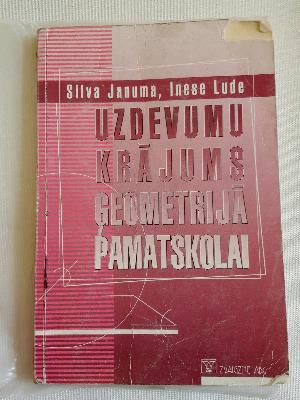 Silva Januma, Inese Lude
UZDEVUMU
KRĀJUMS
ĢEOMETRIJĀ
PAMATSKOLAI
ZVAIGZNE ABC